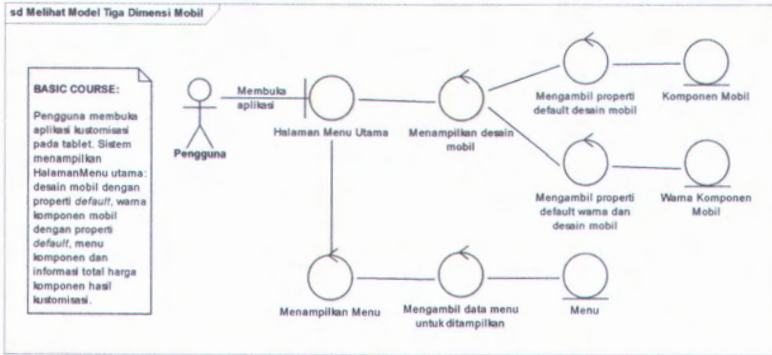 sd Melihat Model Tiga Dimensi Mobil
BASIC COURSE:
Pengguna membuka
aplikasi kustomisasi
pada tablet. Sistem
menampilkan
HalamanMenu utama:
desain mobil dengan
properti default, warna
komponen mobil
dengan properti
default, menu
komponen dan
informasi total harga
komponen hasil
kustomisasi.
Pengguna
Membuka
aplikasi
Halaman Menu Utama
Menampilkan desain
mobil
Mengambil properti
default desain mobil
Komponen Mobil
Mengambil properti
default warna dan
desain mobil
Warna Komponen
Mobil
Menampilkan Menu
Mengambil data menu
untuk ditampilkan
Menu